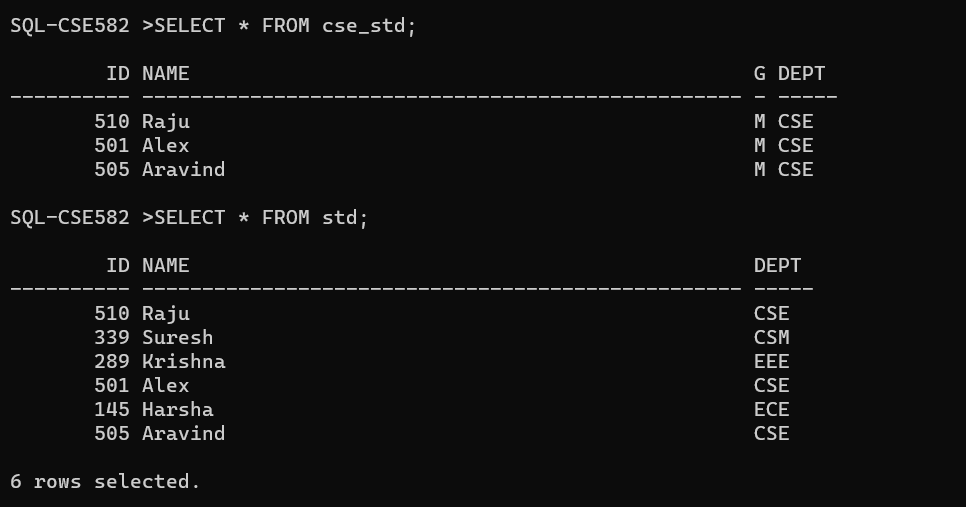 SQL-CSE582 >SELECT * FROM cse_std;
ID NAME G DEPT
---------- -------------------------------------------------- - -----
510 Raju M CSE
501 Alex M CSE
505 Aravind M CSE
SQL-CSE582 >SELECT * FROM std;
ID NAME DEPT
---------- -------------------------------------------------- -----
510 Raju CSE
339 Suresh CSM
289 Krishna EEE
501 Alex CSE
145 Harsha ECE
505 Aravind CSE
6 rows selected.